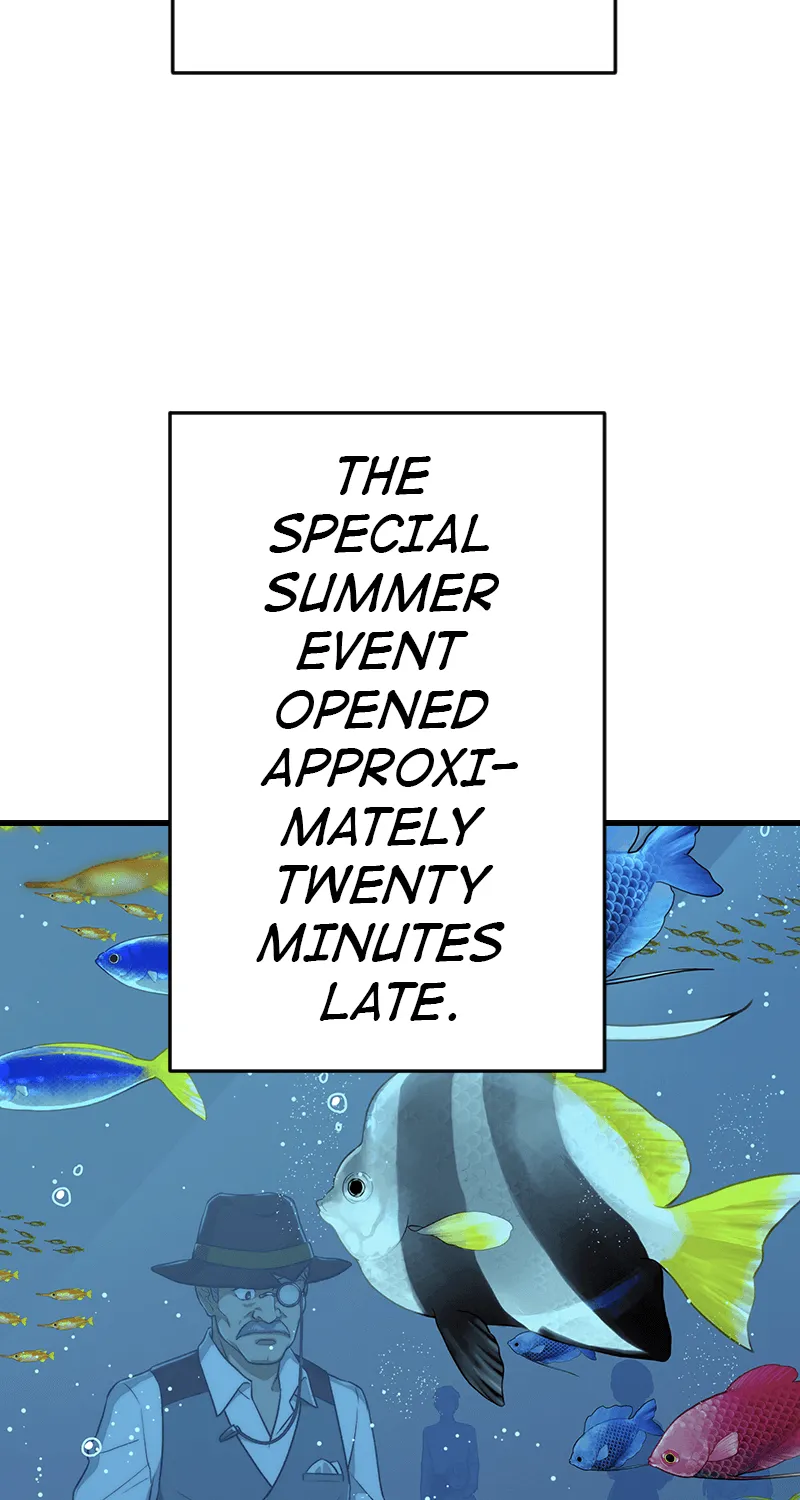 THE
SPECIAL
SUMMER
EVENT
OPENED
APPROXI-
MATELY
TWENTY
MINUTES
LATE.